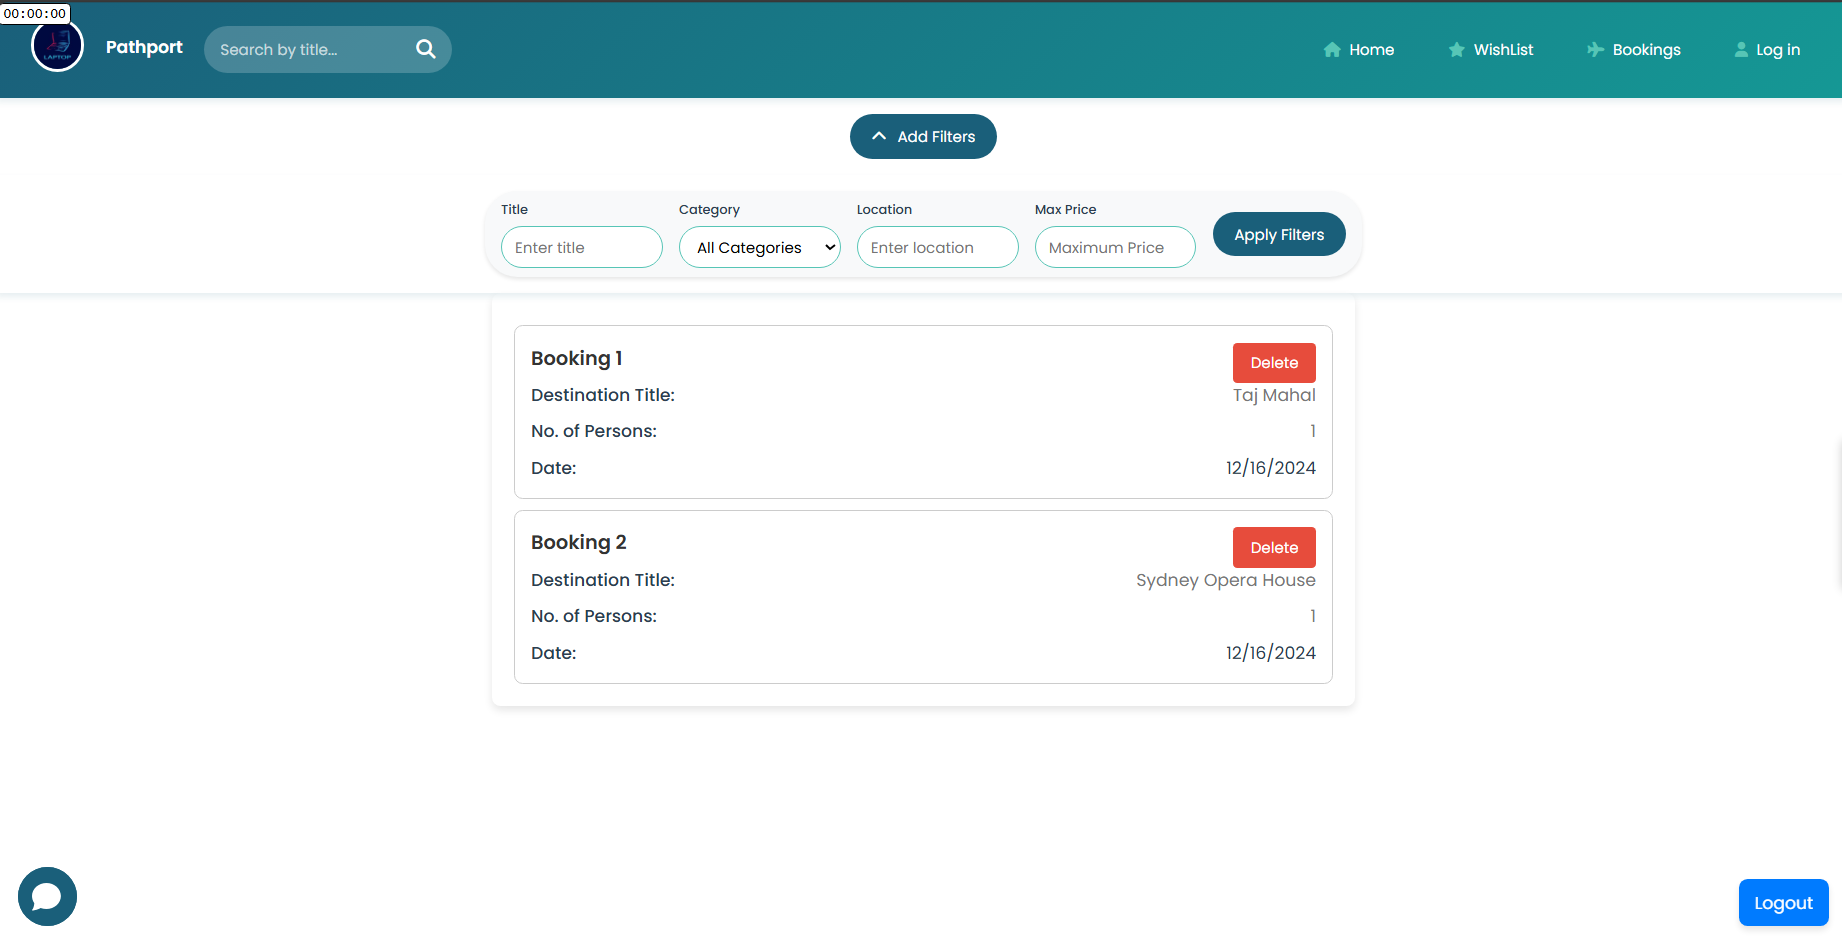 00:00:00
LAPTOP
Pathport
Search by title...
Home
WishList
Bookings
Log in
Add Filters
Title
Category
Location
Max Price
Enter title
All Categories
Enter location
Maximum Price
Apply Filters
Booking 1
Delete
Destination Title:
Taj Mahal
No. of Persons:
1
Date:
12/16/2024
Booking 2
Delete
Destination Title:
Sydney Opera House
No. of Persons:
1
Date:
12/16/2024
Logout